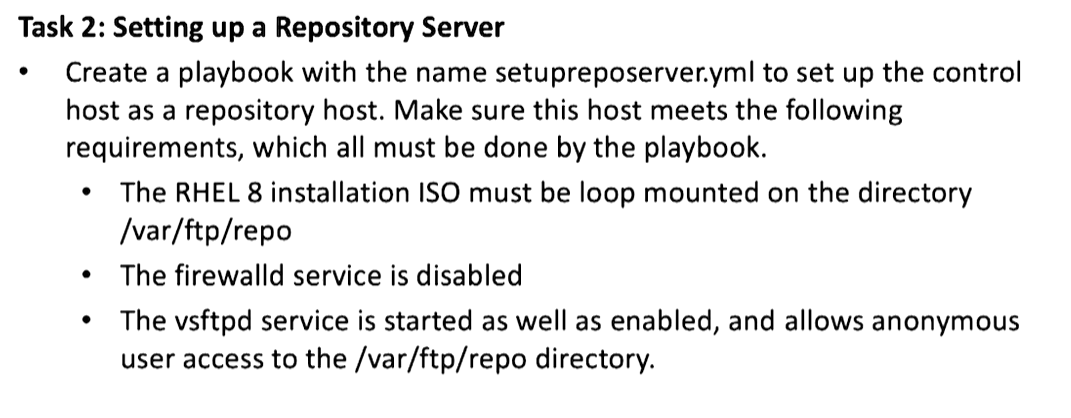 Task 2: Setting up a Repository Server
• Create a playbook with the name setupreposerver.yml to set up the control
host as a repository host. Make sure this host meets the following
requirements, which all must be done by the playbook.
• The RHEL 8 installation ISO must be loop mounted on the directory
/var/ftp/repo
• The firewalld service is disabled
• The vsftpd service is started as well as enabled, and allows anonymous
user access to the /var/ftp/repo directory.